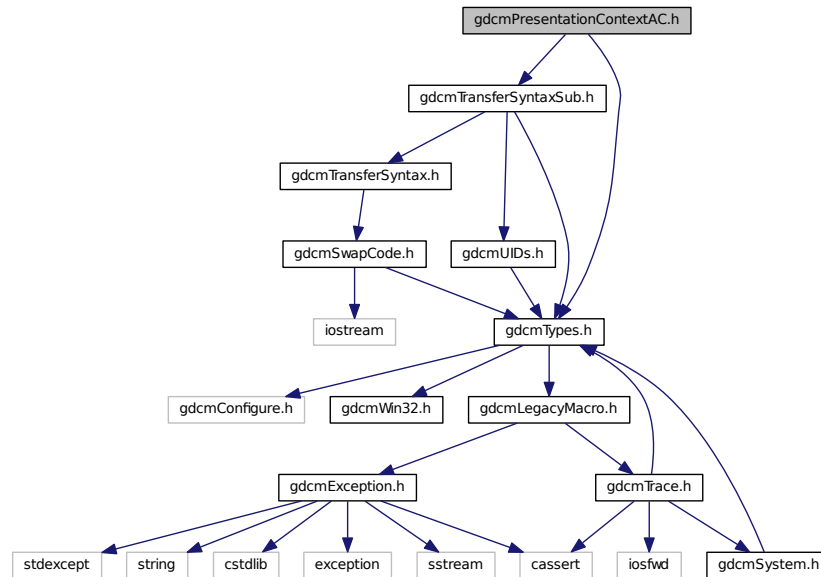 gdcmPresentationContextAC.h
gdcmTransferSyntaxSub.h
gdcmTransferSyntax.h
gdcmSwapCode.h
gdcmUIDs.h
iostream
gdcmTypes.h
gdcmConfigure.h
gdcmWin32.h
gdcmLegacyMacro.h
gdcmException.h
gdcmTrace.h
stdexcept
string
cstdlib
exception
sstream
cassert
iosfwd
gdcmSystem.h